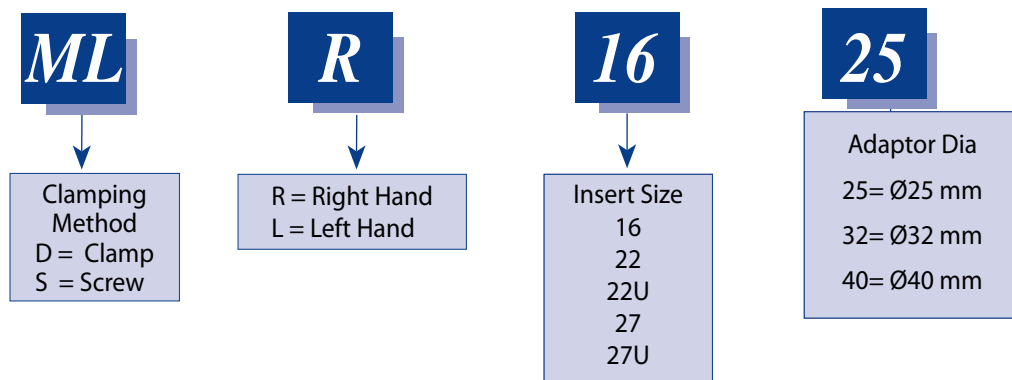 ML
R
16
25
Clamping
Method
D = Clamp
S = Screw
R = Right Hand
L = Left Hand
Insert Size
16
22
22U
27
27U
Adaptor Dia
25= Ø25 mm
32= Ø32 mm
40= Ø40 mm